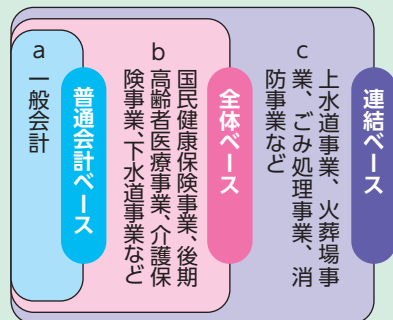 連結ベース
c
上水道事業、火葬場事
業、ごみ処理事業、消
防事業など
全体ベース
b
国民健康保険事業、後期
高齢者医療事業、介護保
険事業、下水道事業など
普通会計ベース
a
一般会計